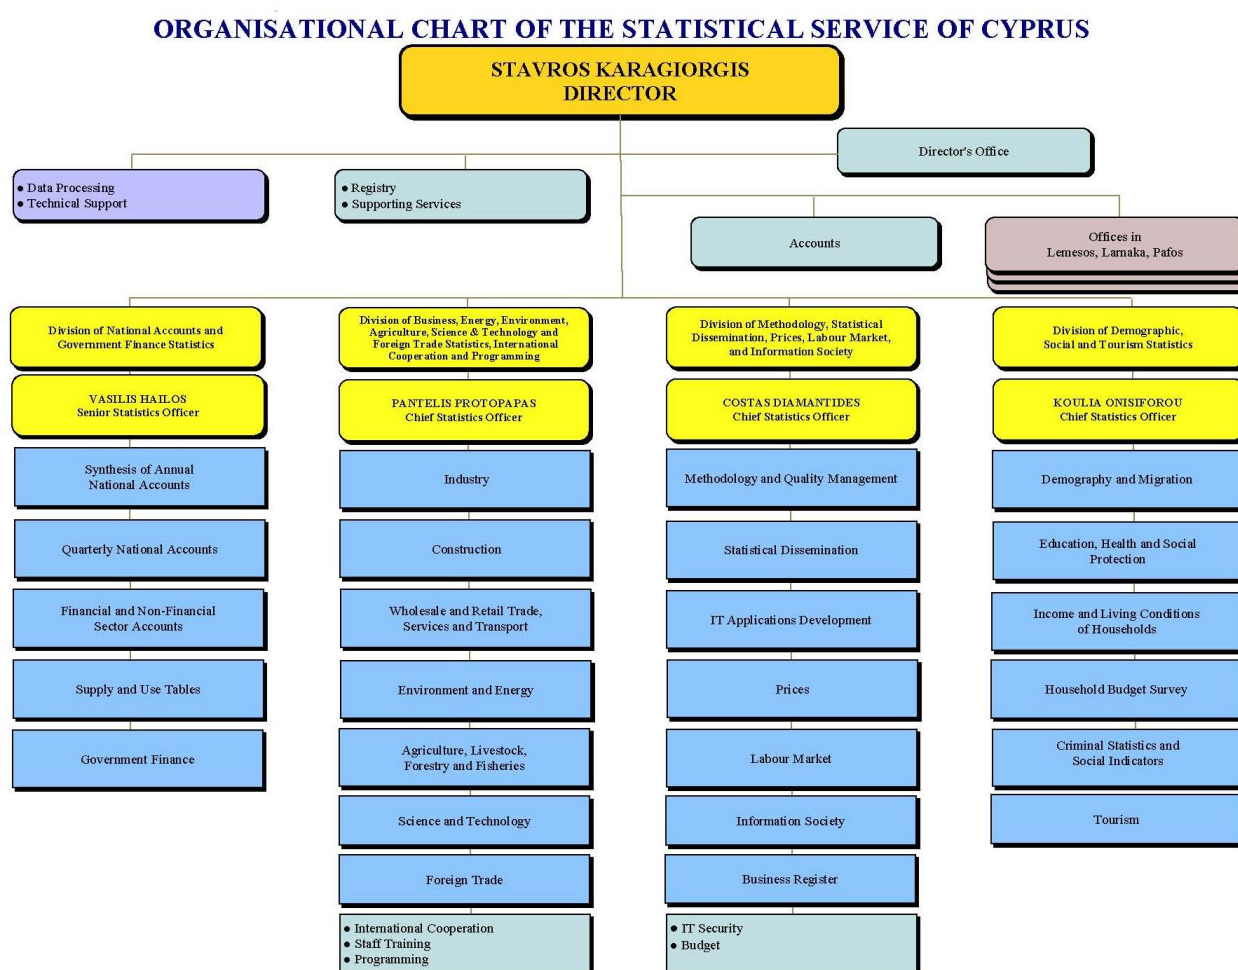 ORGANISATIONAL CHART OF THE STATISTICAL SERVICE OF CYPRUS
STAVROS KARAGIORGIS
DIRECTOR
Director's Office
● Data Processing
● Technical Support
● Registry
● Supporting Services
Accounts
Offices in
Lemesos, Larnaka, Pafos
Division of National Accounts and
Government Finance Statistics
VASILIS HAILOS
Senior Statistics Officer
Synthesis of Annual
National Accounts
Quarterly National Accounts
Financial and Non-Financial
Sector Accounts
Supply and Use Tables
Government Finance
Division of Business, Energy, Environment,
Agriculture, Science & Technology and
Foreign Trade Statistics, International
Cooperation and Programming
PANTELIS PROTOPAPAS
Chief Statistics Officer
Industry
Construction
Wholesale and Retail Trade,
Services and Transport
Environment and Energy
Agriculture, Livestock,
Forestry and Fisheries
Science and Technology
Foreign Trade
● International Cooperation
● Staff Training
● Programming
Division of Methodology, Statistical
Dissemination, Prices, Labour Market,
and Information Society
COSTAS DIAMANTIDES
Chief Statistics Officer
Methodology and Quality Management
Statistical Dissemination
IT Applications Development
Prices
Labour Market
Information Society
Business Register
● IT Security
● Budget
Division of Demographic,
Social and Tourism Statistics
KOULIA ONISIFOROU
Chief Statistics Officer
Demography and Migration
Education, Health and Social
Protection
Income and Living Conditions
of Households
Household Budget Survey
Criminal Statistics and
Social Indicators
Tourism